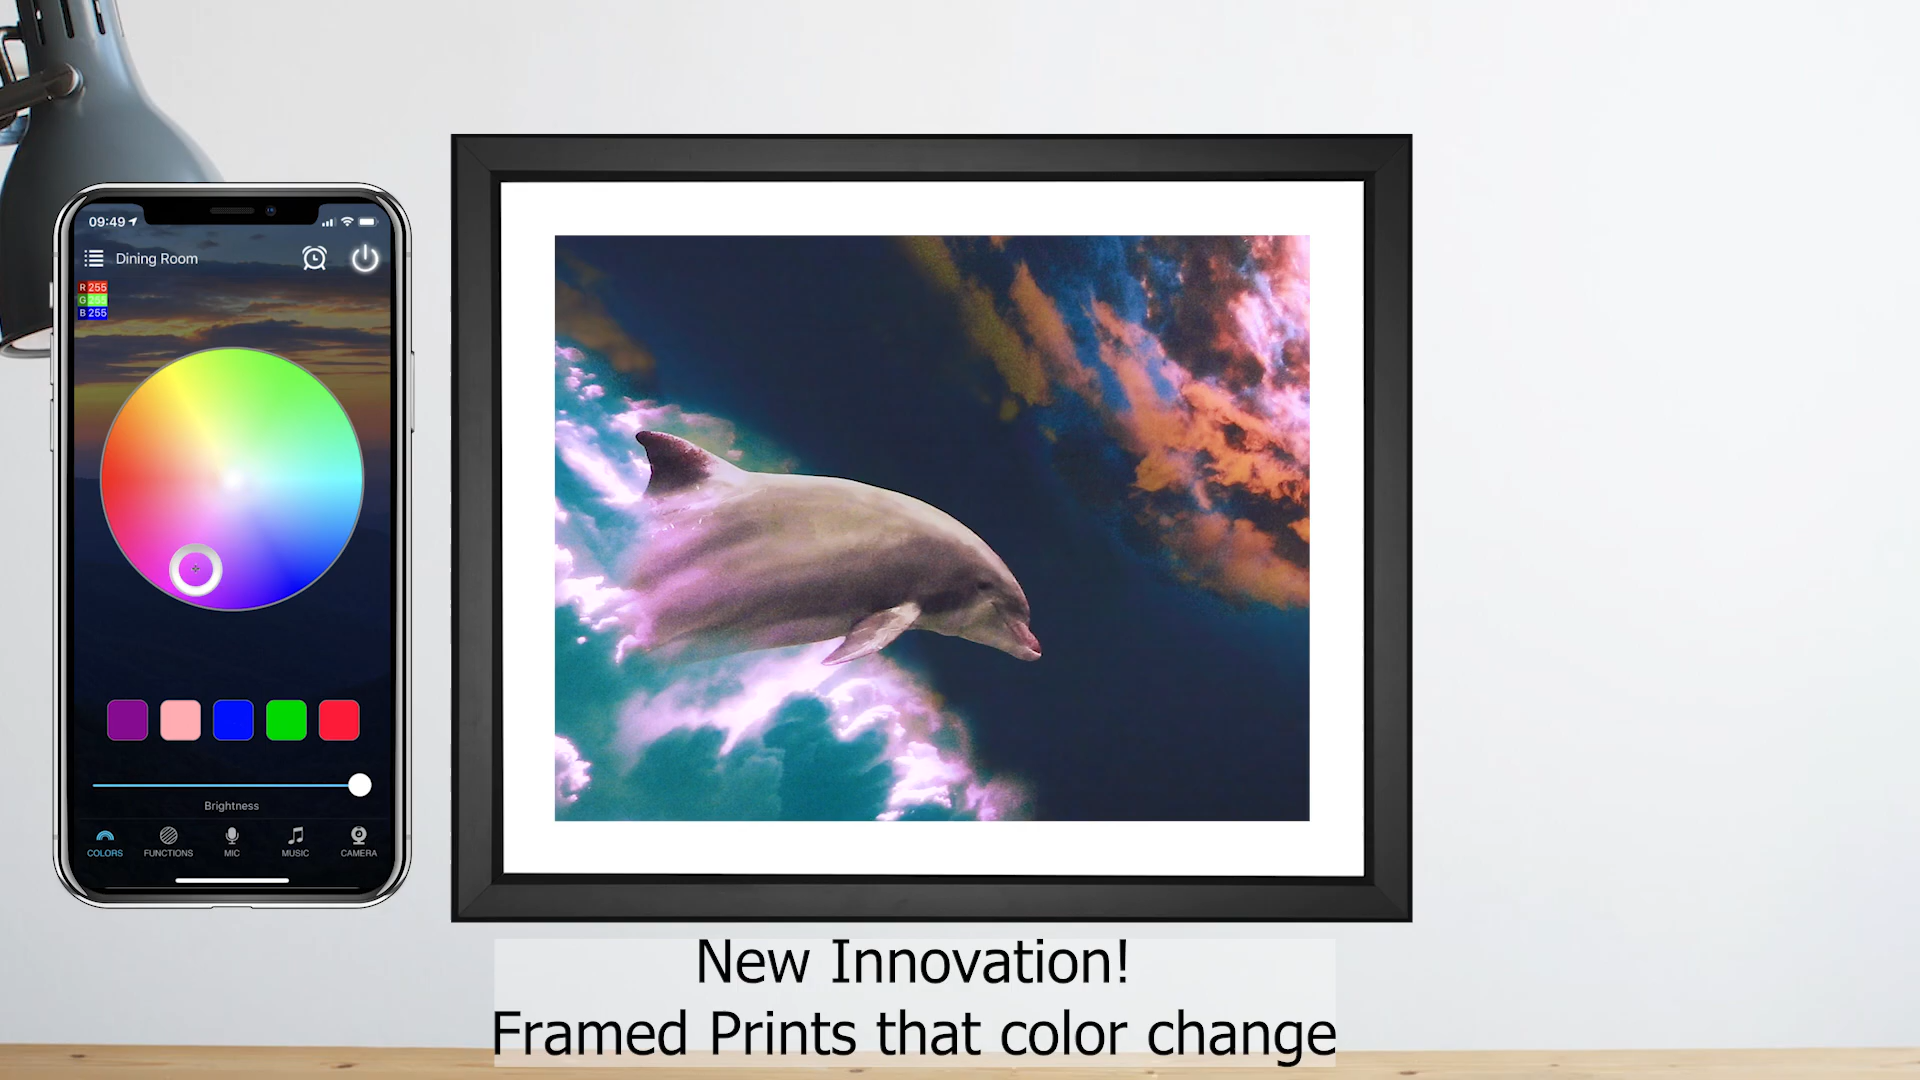 09:49
Dining Room
R 255
G 255
B 255
Brightness
COLORS FUNCTIONS MIC MUSIC CAMERA
New Innovation!
Framed Prints that color change